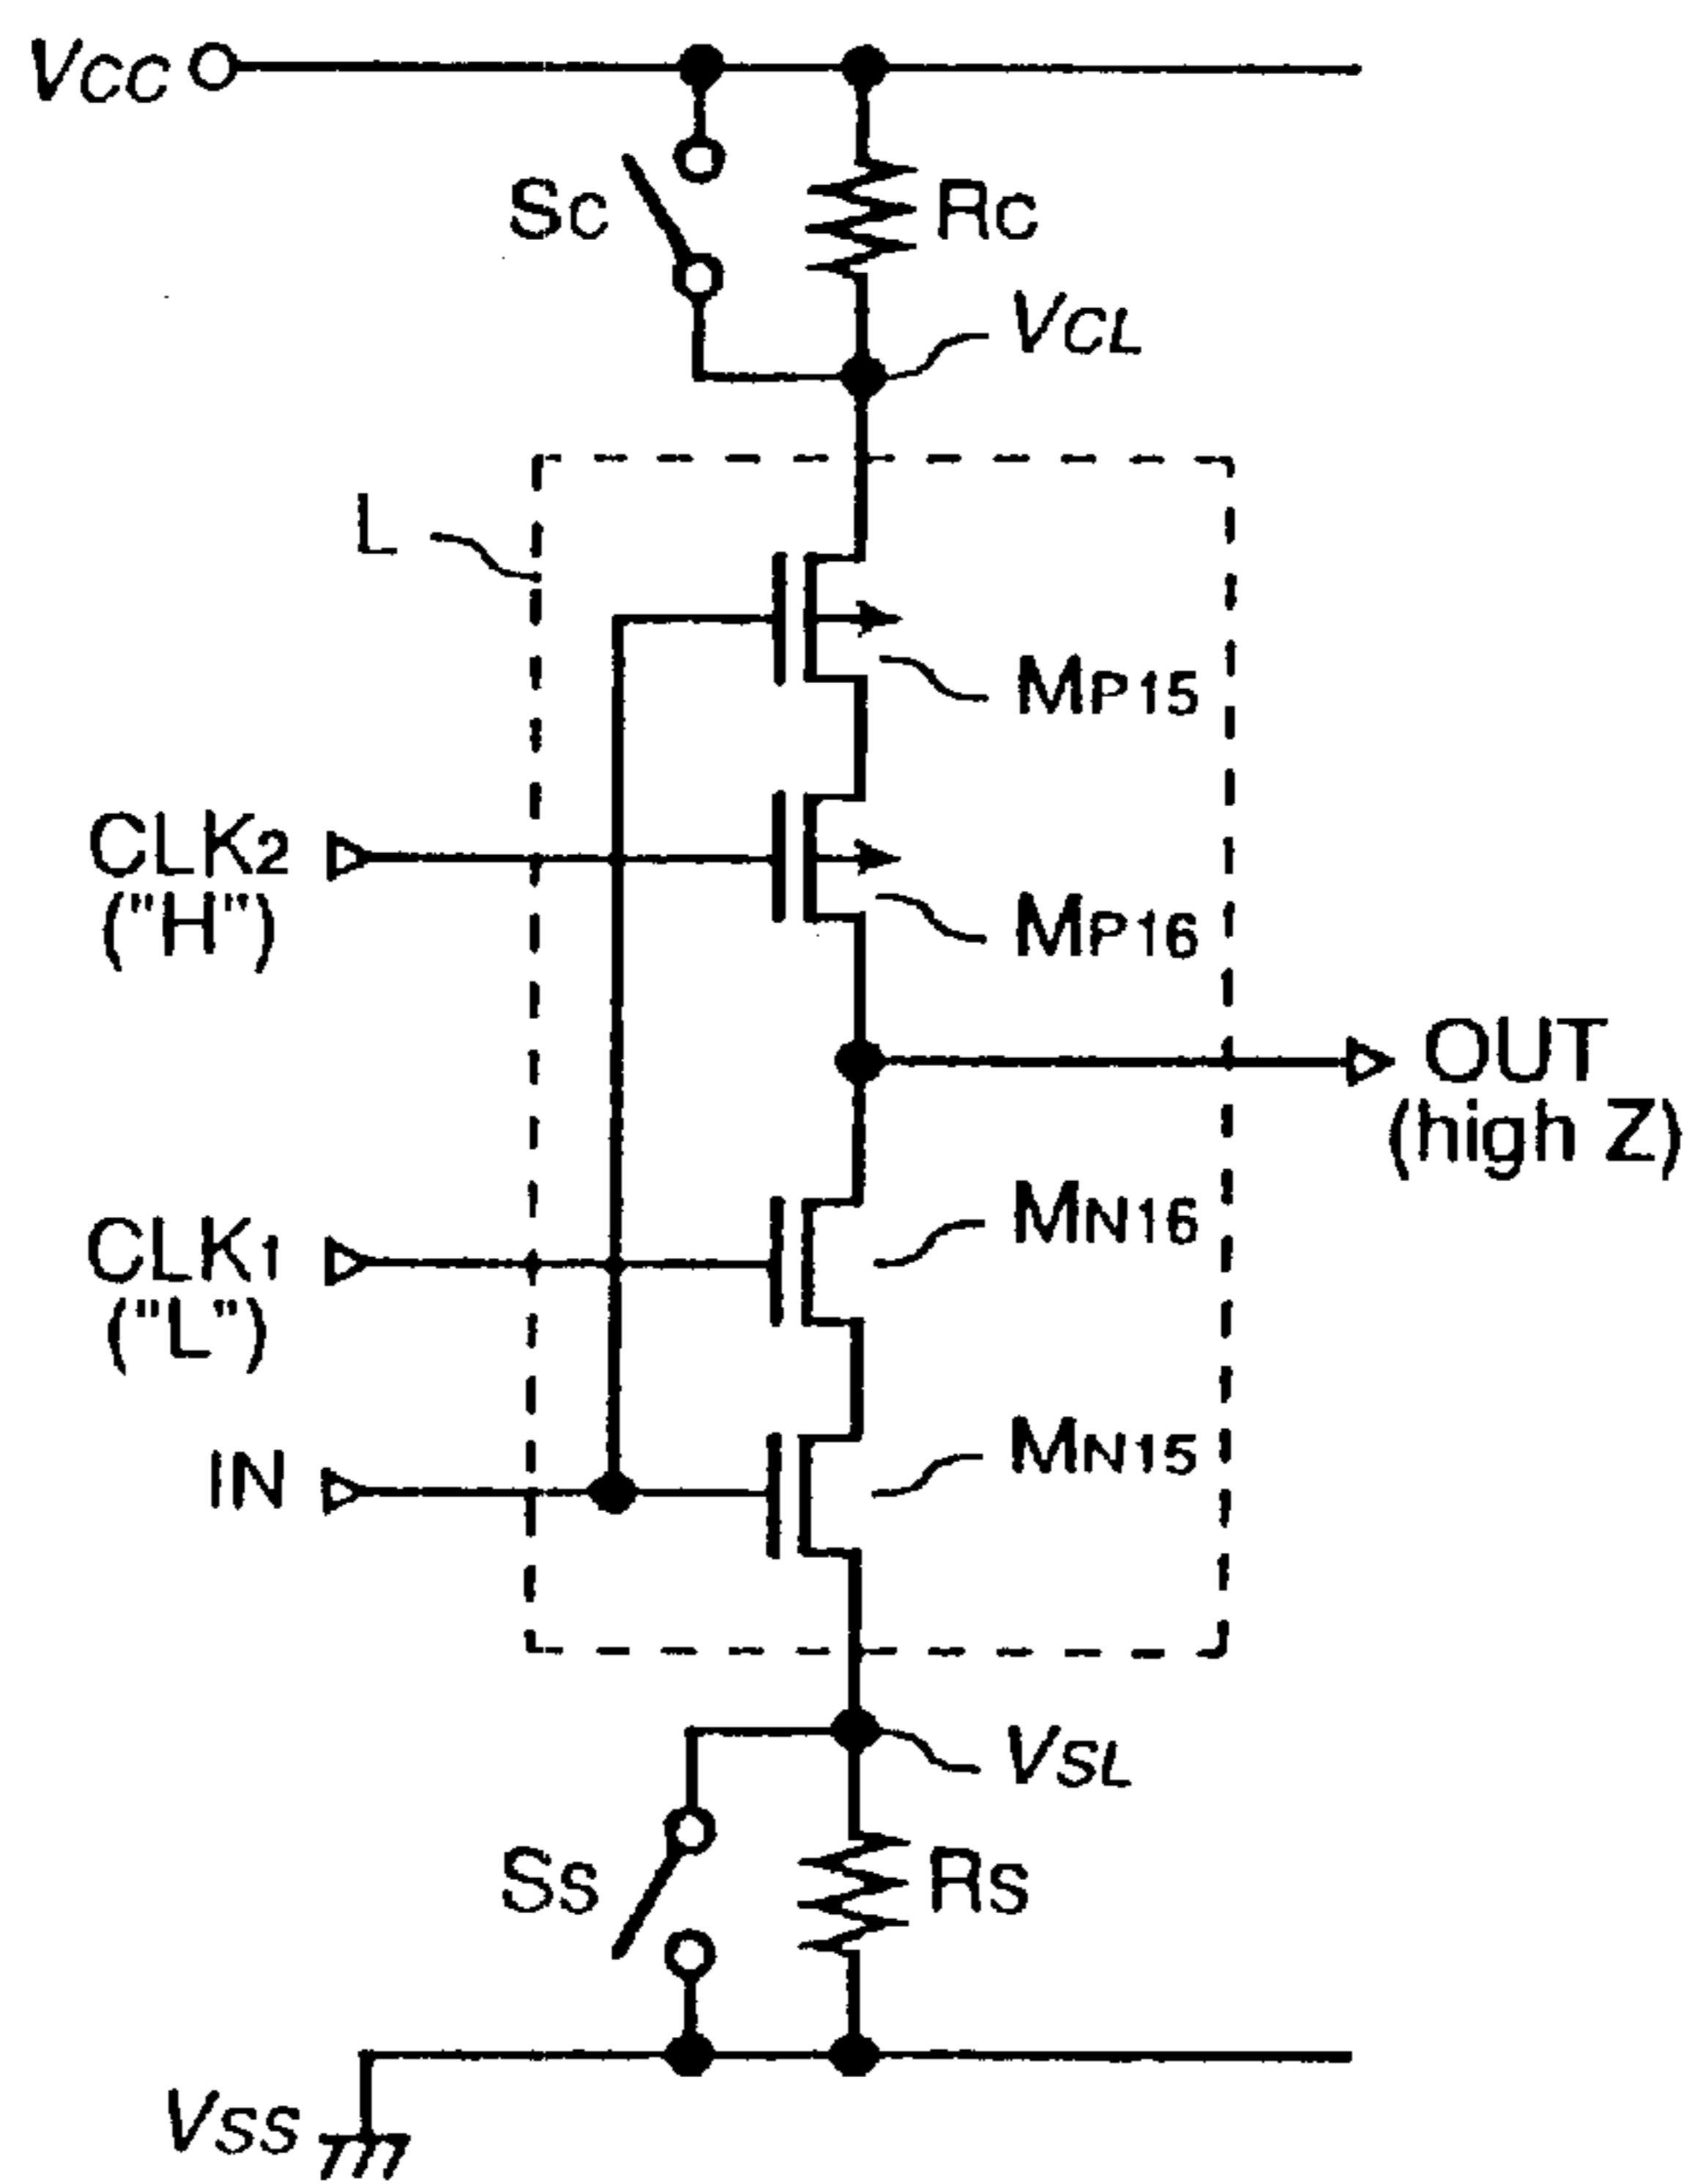 VCC
SC
RC
VCL
L
MP15
CLK2
("H")
MP16
OUT
(high Z)
MN16
CLK1
("L")
MN15
IN
VSL
SS
RS
VSS